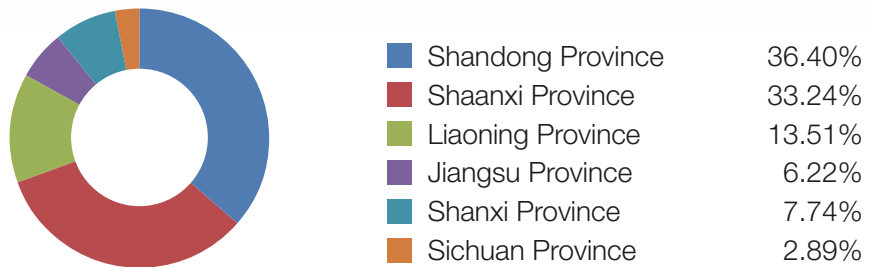 Shandong Province 36.40%
Shaanxi Province 33.24%
Liaoning Province 13.51%
Jiangsu Province 6.22%
Shanxi Province 7.74%
Sichuan Province 2.89%